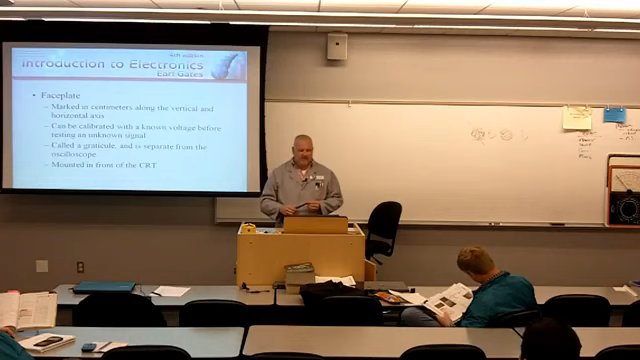 Introduction to Electronics
Earl Gates
• Faceplate
– Marked in centimeters along the vertical and
horizontal axis
– Can be calibrated with a known voltage before
testing an unknown signal
– Called a graticule, and is separate from the
oscilloscope
– Mounted in front of the CRT